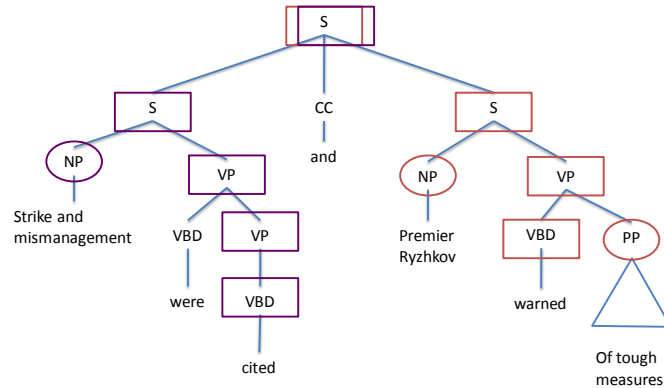 S
S CC S
and
NP VP NP VP
Strike and
mismanagement
VBD VP
Premier
Ryzhkov
VBD PP
were VBD warned
cited
Of tough
measures